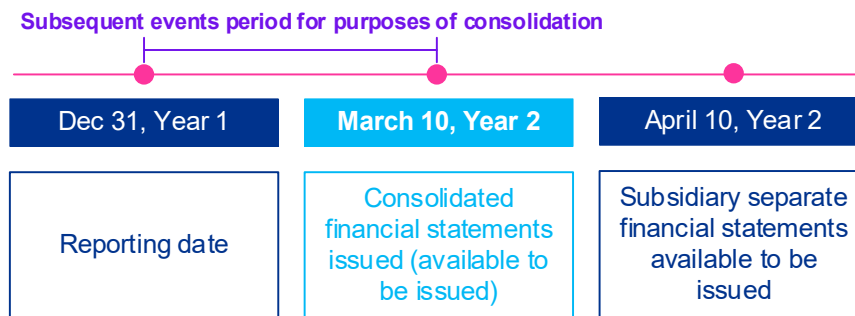 Subsequent events period for purposes of consolidation
Dec 31, Year 1
March 10, Year 2
April 10, Year 2
Reporting date
Consolidated
financial statements
issued (available to
be issued)
Subsidiary separate
financial statements
available to be
issued